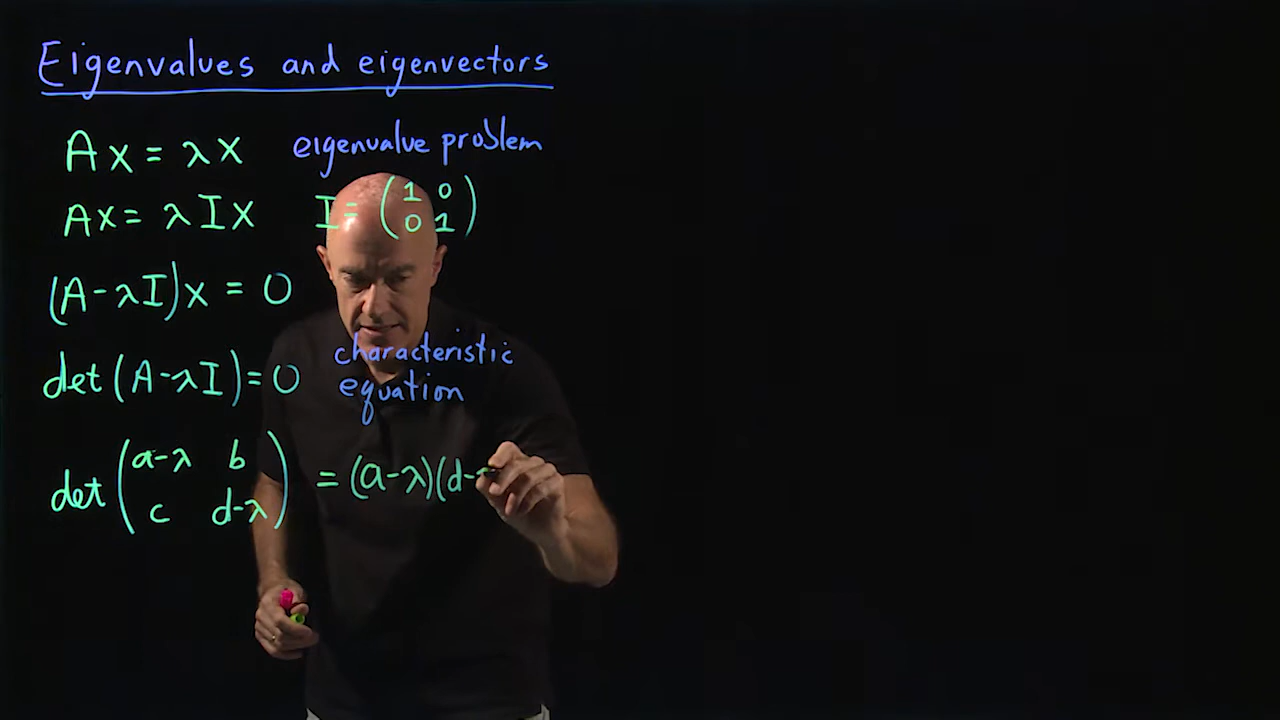 Eigenvalues and eigenvectors
Ax = λx eigenvalue problem
Ax = λIx I = (1 0
0 1)
(A-λI)x = 0
det(A-λI)=0 characteristic
equation
det (a-λ b
c d-λ) = (a-λ)(d-